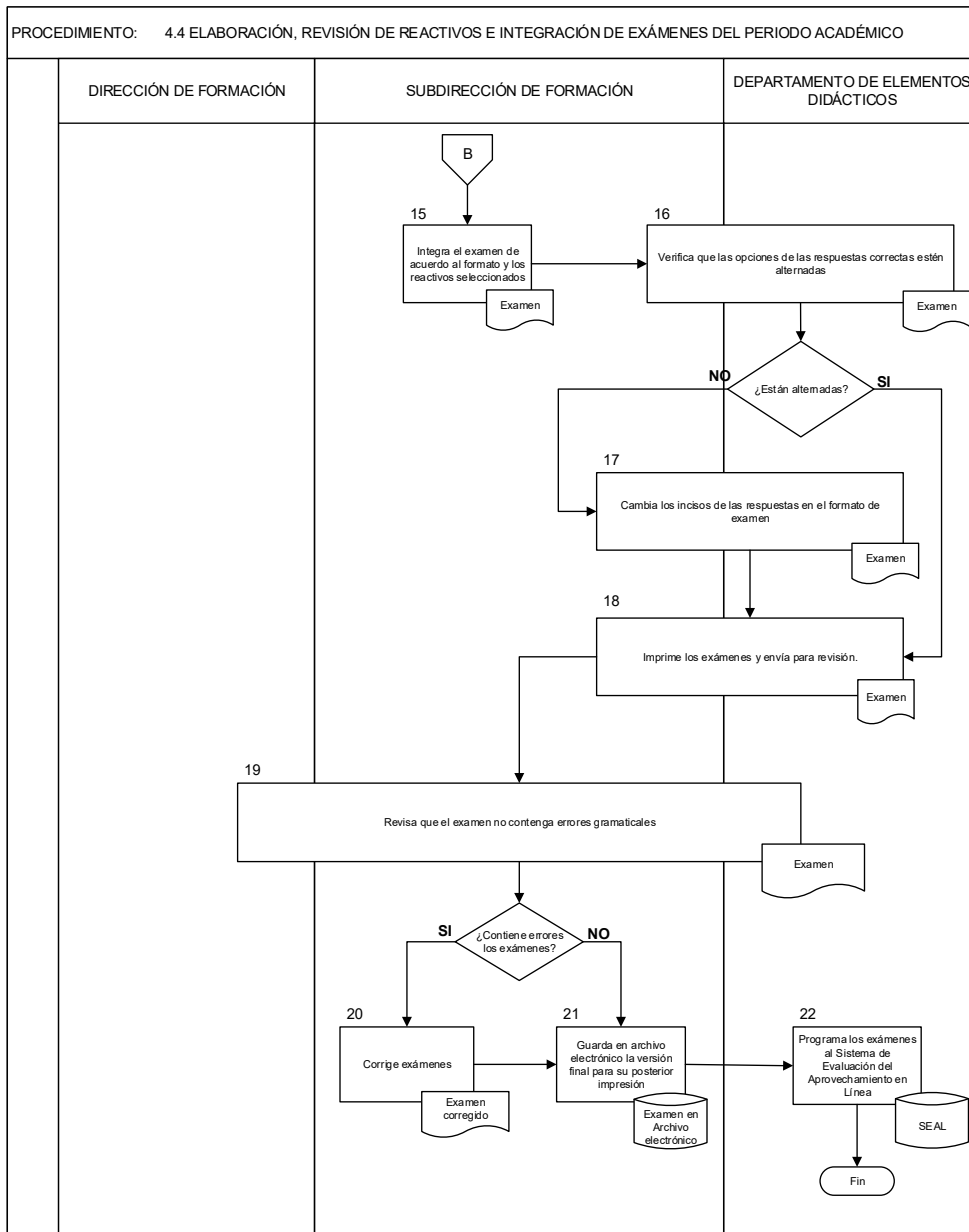 PROCEDIMIENTO: 4.4 ELABORACIÓN, REVISIÓN DE REACTIVOS E INTEGRACIÓN DE EXÁMENES DEL PERIODO ACADÉMICO
DIRECCIÓN DE FORMACIÓN
SUBDIRECCIÓN DE FORMACIÓN
DEPARTAMENTO DE ELEMENTOS
DIDÁCTICOS
B
15
Integra el examen de
acuerdo al formato y los
reactivos seleccionados
Examen
16
Verifica que las opciones de las respuestas correctas estén
alternadas
Examen
¿Están alternadas?
NO
SI
17
Cambia los incisos de las respuestas en el formato de
examen
Examen
18
Imprime los exámenes y envía para revisión.
Examen
19
Revisa que el examen no contenga errores gramaticales
Examen
¿Contiene errores
los exámenes?
SI
NO
20
Corrige exámenes
Examen
corregido
21
Guarda en archivo
electrónico la versión
final para su posterior
impresión
Examen en
Archivo
electrónico
22
Programa los exámenes
al Sistema de
Evaluación del
Aprovechamiento en
Línea
SEAL
Fin